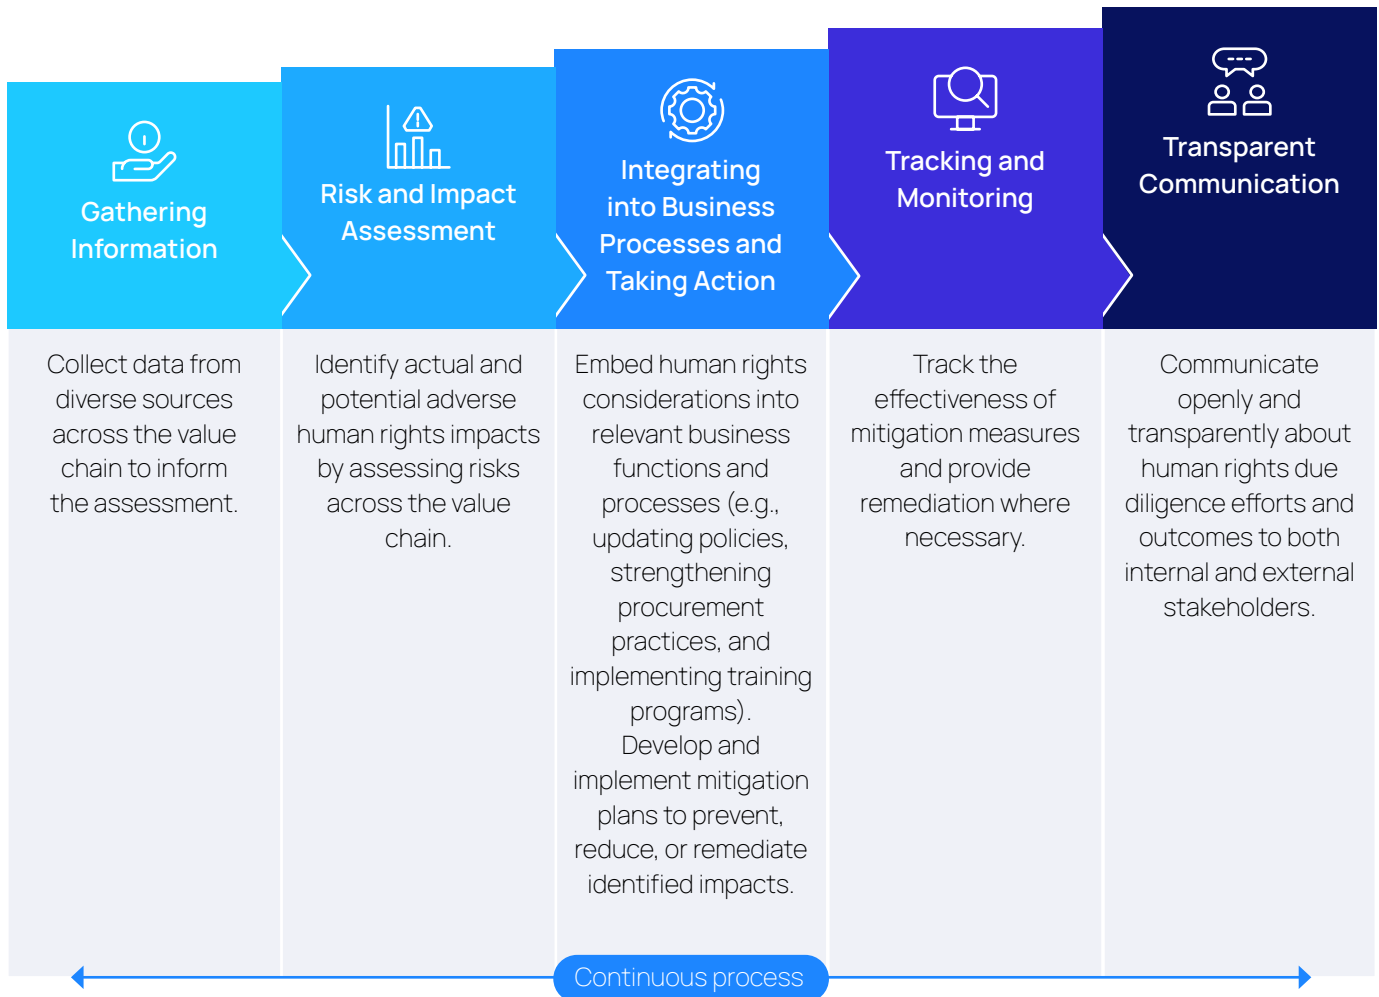 Gathering
Information
Collect data from
diverse sources
across the value
chain to inform
the assessment.
Risk and Impact
Assessment
Identify actual and
potential adverse
human rights impacts
by assessing risks
across the value
chain.
Integrating
into Business
Processes and
Taking Action
Embed human rights
considerations into
relevant business
functions and
processes (e.g.,
updating policies,
strengthening
procurement
practices, and
implementing training
programs).
Develop and
implement mitigation
plans to prevent,
reduce, or remediate
identified impacts.
Tracking and
Monitoring
Track the
effectiveness of
mitigation measures
and provide
remediation where
necessary.
Transparent
Communication
Communicate
openly and
transparently about
human rights due
diligence efforts and
outcomes to both
internal and external
stakeholders.
Continuous process